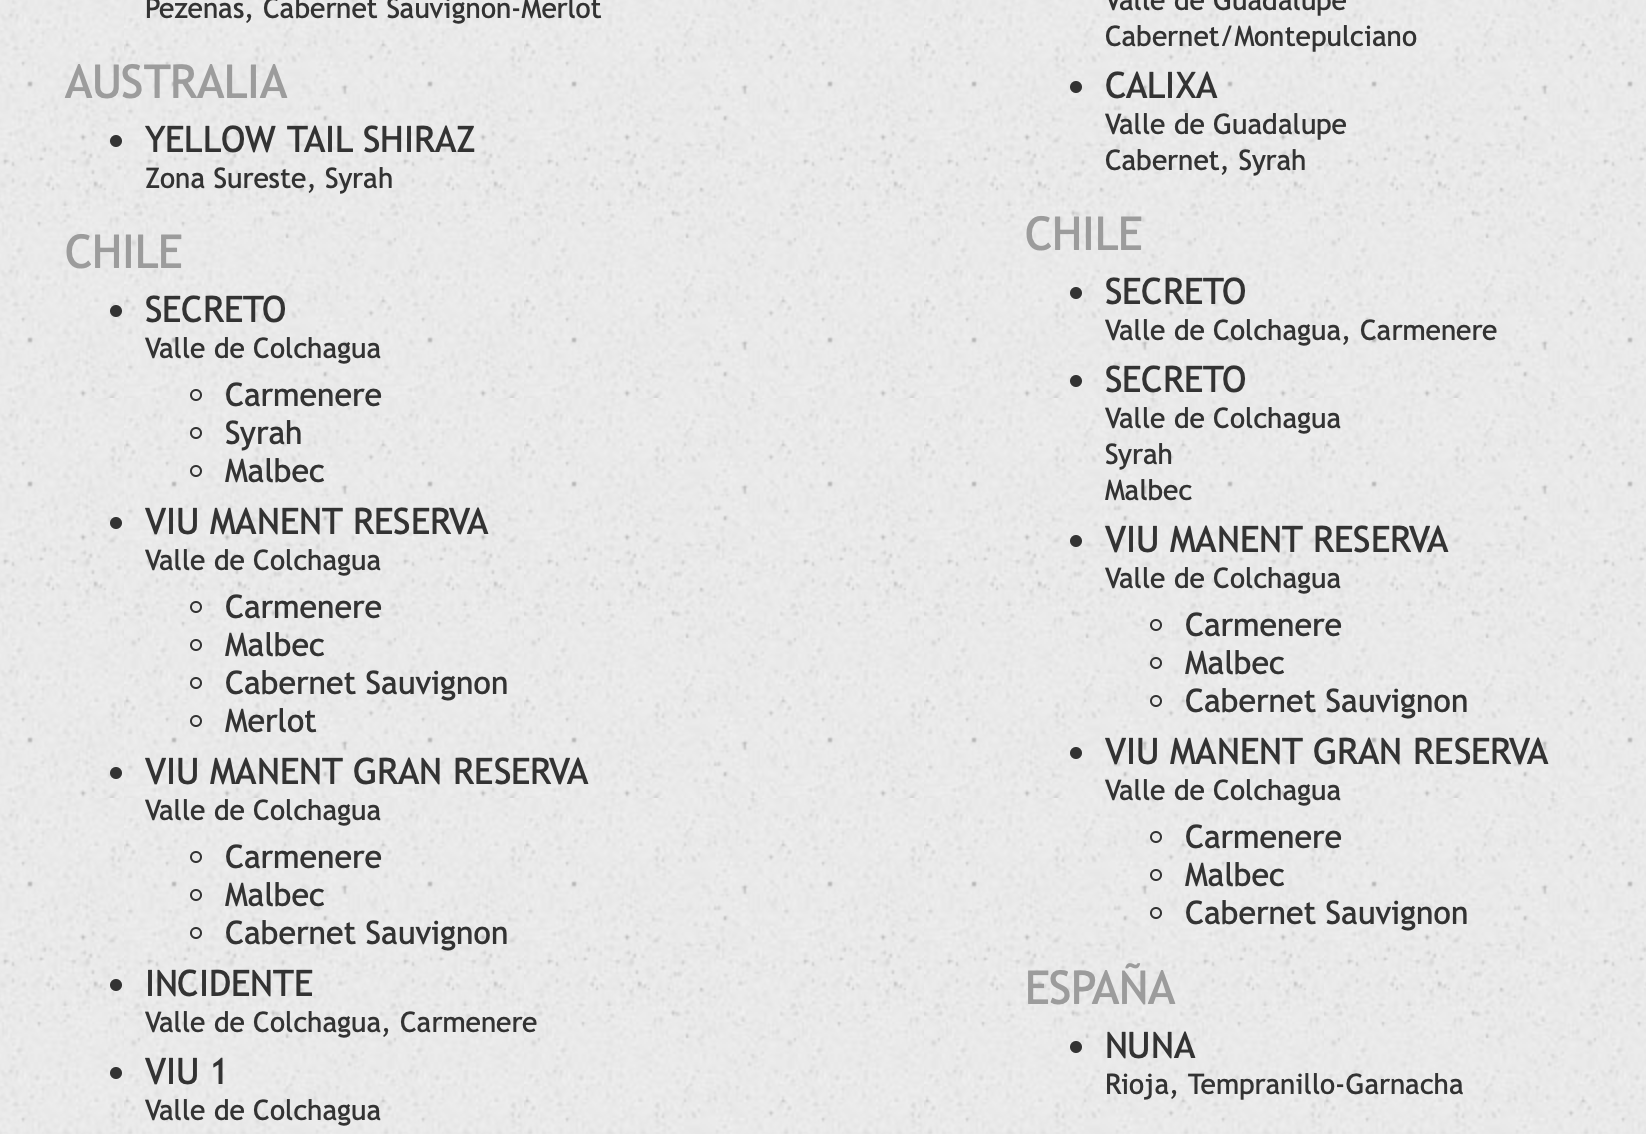 Pezenas, Cabernet Sauvignon-Merlot
AUSTRALIA
YELLOW TAIL SHIRAZ
Zona Sureste, Syrah
CHILE
SECRETO
Valle de Colchagua
Carmenere
Syrah
Malbec
VIU MANENT RESERVA
Valle de Colchagua
Carmenere
Malbec
Cabernet Sauvignon
Merlot
VIU MANENT GRAN RESERVA
Valle de Colchagua
Carmenere
Malbec
Cabernet Sauvignon
INCIDENTE
Valle de Colchagua, Carmenere
VIU 1
Valle de Colchagua
Valle de Guadalupe
Cabernet/Montepulciano
CALIXA
Valle de Guadalupe
Cabernet, Syrah
CHILE
SECRETO
Valle de Colchagua, Carmenere
SECRETO
Valle de Colchagua
Syrah
Malbec
VIU MANENT RESERVA
Valle de Colchagua
Carmenere
Malbec
Cabernet Sauvignon
VIU MANENT GRAN RESERVA
Valle de Colchagua
Carmenere
Malbec
Cabernet Sauvignon
ESPAÑA
NUNA
Rioja, Tempranillo-Garnacha